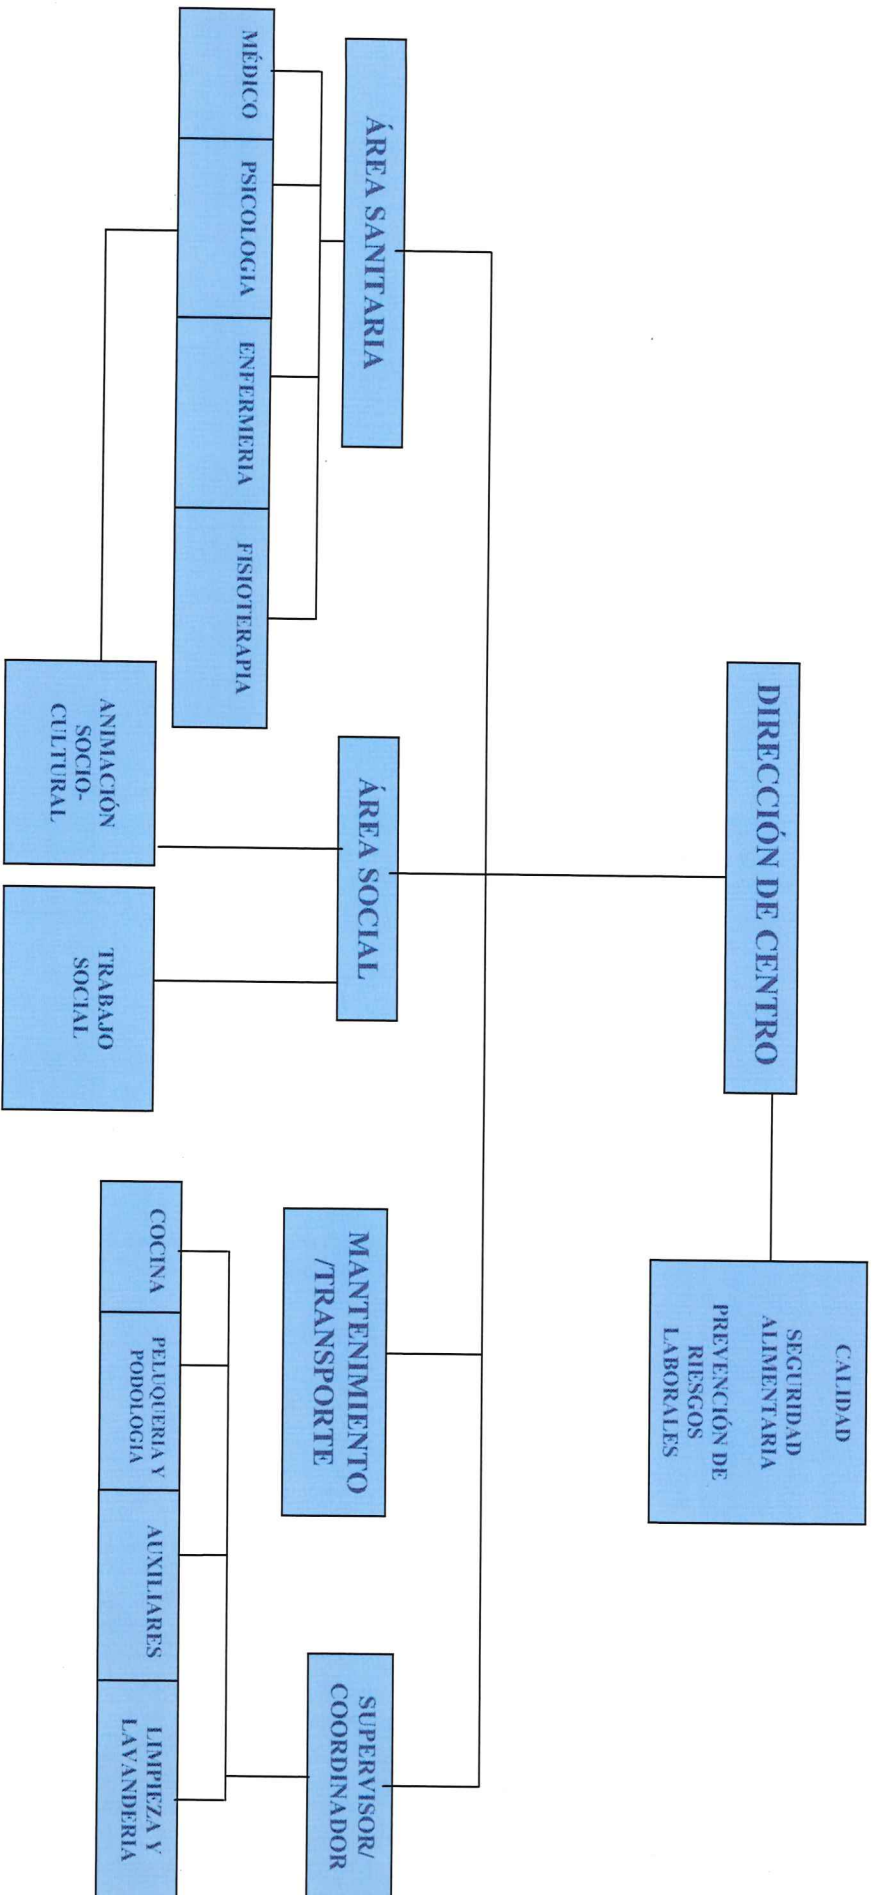 DIRECCIÓN DE CENTRO
CALIDAD
SEGURIDAD
ALIMENTARIA
PREVENCIÓN DE
RIESGOS
LABORALES
ÁREA SANITARIA
ÁREA SOCIAL
MANTENIMIENTO
/TRANSPORTE
SUPERVISOR/
COORDINADOR
MÉDICO
PSICOLOGIA
ENFERMERIA
FISIOTERAPIA
ANIMACIÓN
SOCIO-
CULTURAL
TRABAJO
SOCIAL
COCINA
PELUQUERIA Y
PODOLOGIA
AUXILIARES
LIMPIEZA Y
LAVANDERIA